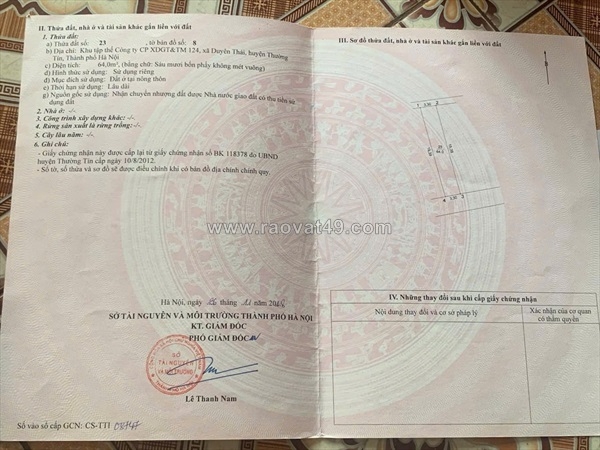 II. Thửa đất, nhà ở và tài sản khác gắn liền với đất
1. Thửa đất:
a) Thửa đất số: 23 , tờ bản đồ số: 8
b) Địa chỉ: Khu tập thể Công ty CP XDGT&TM 124, xã Duyên Thái, huyện Thường
Tín, Thành phố Hà Nội
c) Diện tích: 64,0m², (bằng chữ: Sáu mươi bốn phẩy không mét vuông)
d) Hình thức sử dụng: Sử dụng riêng
đ) Mục đích sử dụng: Đất ở tại nông thôn
e) Thời hạn sử dụng: Lâu dài
g) Nguồn gốc sử dụng: Nhận chuyển nhượng đất được Nhà nước giao đất có thu tiền sử
dụng đất
2. Nhà ở: -/-
3. Công trình xây dựng khác: -/-
4. Rừng sản xuất là rừng trồng: -/-
5. Cây lâu năm: -/-
6. Ghi chú:
- Giấy chứng nhận này được cấp lại từ giấy chứng nhận số BK 118378 do UBND
huyện Thường Tín cấp ngày 10/8/2012.
- Số tờ, số thửa và sơ đồ sẽ được điều chỉnh khi có bản đồ địa chính chính quy.
Hà Nội, ngày tháng năm
SỞ TÀI NGUYÊN VÀ MÔI TRƯỜNG THÀNH PHỐ HÀ NỘI
KT. GIÁM ĐỐC
PHÓ GIÁM ĐỐC
SỞ
TÀI NGUYÊN
VÀ MÔI TRƯỜNG
Lê Thanh Nam
Số vào sổ cấp GCN: CS-TTI
III. Sơ đồ thửa đất, nhà ở và tài sản khác gắn liền với đất
IV. Những thay đổi sau khi cấp giấy chứng nhận
Nội dung thay đổi và cơ sở pháp lý
Xác nhận của cơ quan
có thẩm quyền
www.raovat49.com